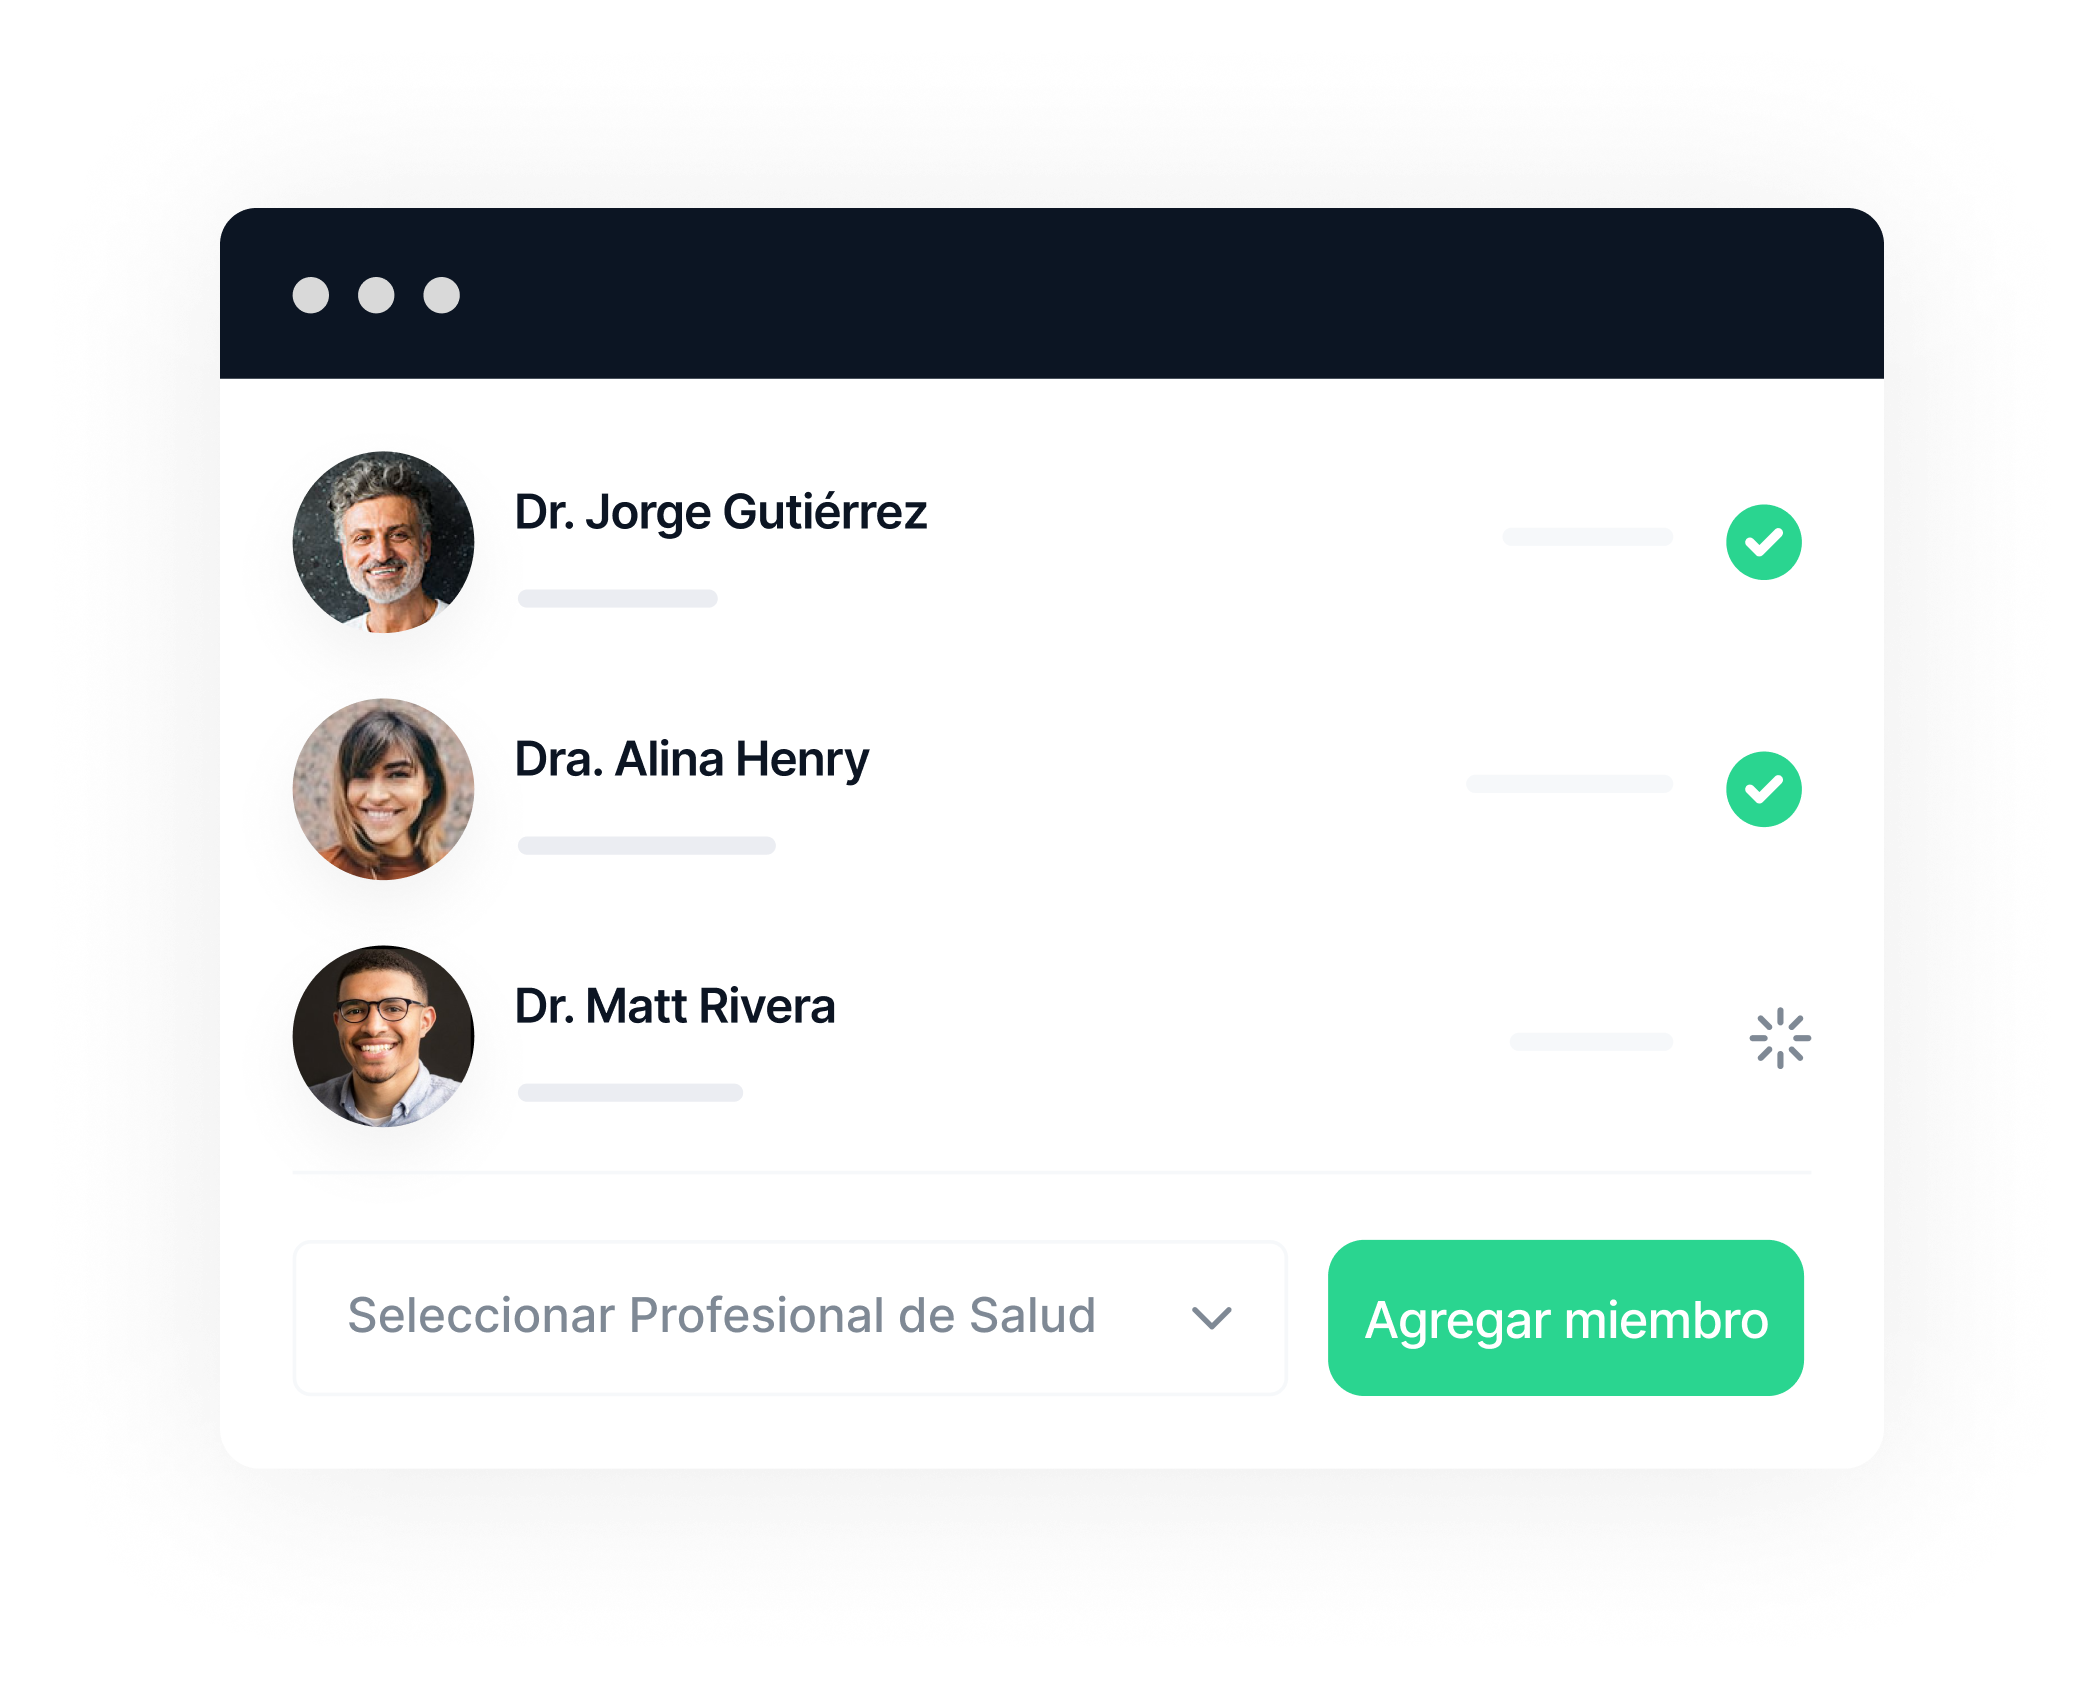 Dr. Jorge Gutiérrez
Dra. Alina Henry
Dr. Matt Rivera
Seleccionar Profesional de Salud
Agregar miembro